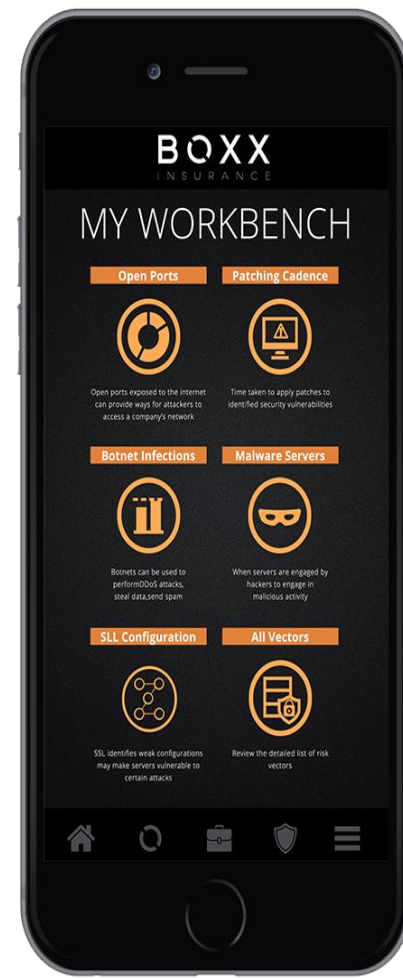 BOXX
INSURANCE
MY WORKBENCH
Open Ports
Open ports exposed to the internet
can provide ways for attackers to
access a company's network
Patching Cadence
Time taken to apply patches to
identified security vulnerabilities
Botnet Infections
Botnets can be used to
performDDoS attacks,
steal data,send spam
Malware Servers
When servers are engaged by
hackers to engage in
malicious activity
SLL Configuration
SSL identifies weak configurations
may make servers vulnerable to
certain attacks
All Vectors
Review the detailed list of risk
vectors